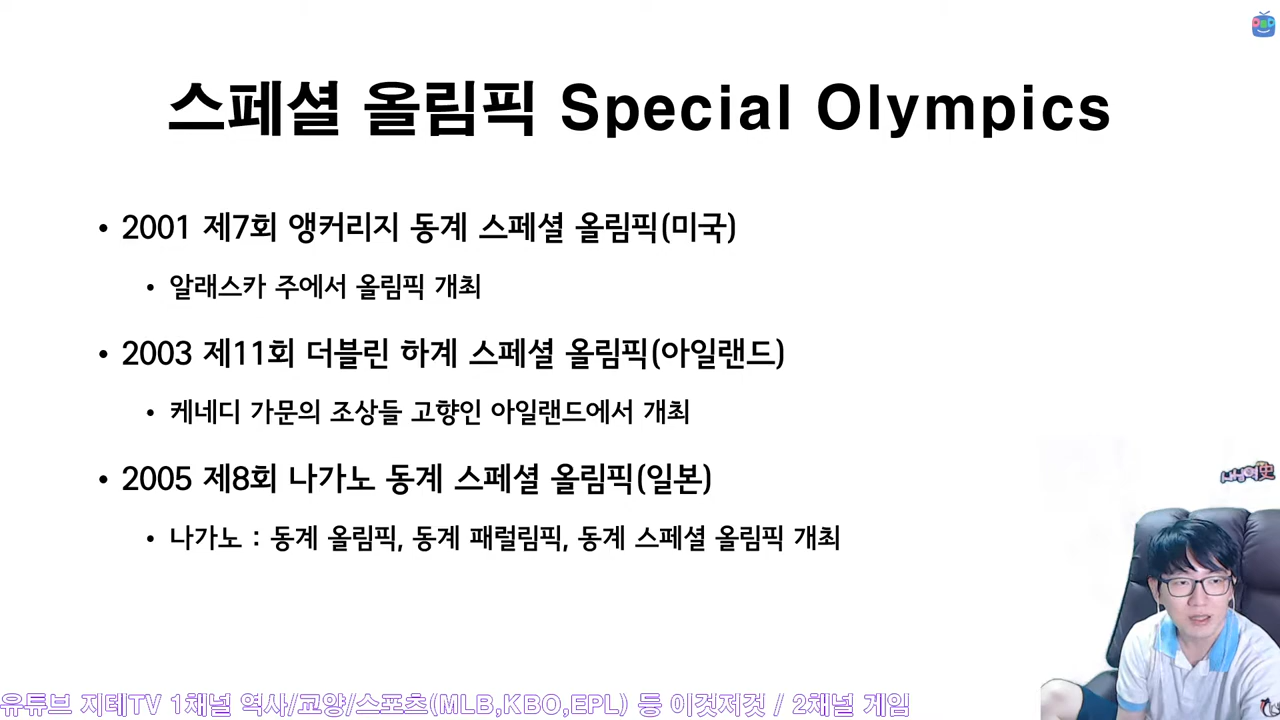 스페셜 올림픽 Special Olympics
• 2001 제7회 앵커리지 동계 스페셜 올림픽(미국)
• 알래스카 주에서 올림픽 개최
• 2003 제11회 더블린 하계 스페셜 올림픽(아일랜드)
• 케네디 가문의 조상들 고향인 아일랜드에서 개최
• 2005 제8회 나가노 동계 스페셜 올림픽(일본)
• 나가노 : 동계 올림픽, 동계 패럴림픽, 동계 스페셜 올림픽 개최
유튜브 지테TV 1채널 역사/교양/스포츠(MLB,KBO,EPL) 등 이것저것 / 2채널 게임